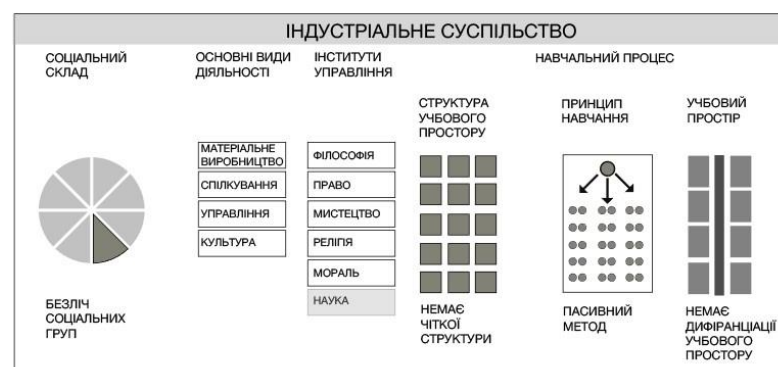 ІНДУСТРІАЛЬНЕ СУСПІЛЬСТВО
СОЦІАЛЬНИЙ
СКЛАД
ОСНОВНІ ВИДИ
ДІЯЛЬНОСТІ
ІНСТИТУТИ
УПРАВЛІННЯ
НАВЧАЛЬНИЙ ПРОЦЕС
СТРУКТУРА
УЧБОВОГО
ПРОСТОРУ
ПРИНЦИП
НАВЧАННЯ
УЧБОВИЙ
ПРОСТІР
МАТЕРІАЛЬНЕ
ВИРОБНИЦТВО
СПІЛКУВАННЯ
УПРАВЛІННЯ
КУЛЬТУРА
ФІЛОСОФІЯ
ПРАВО
МИСТЕЦТВО
РЕЛІГІЯ
МОРАЛЬ
НАУКА
БЕЗЛІЧ
СОЦІАЛЬНИХ
ГРУП
НЕМАЄ
ЧІТКОЇ
СТРУКТУРИ
ПАСИВНИЙ
МЕТОД
НЕМАЄ
ДИФІРАНЦІАЦІЇ
УЧБОВОГО
ПРОСТОРУ